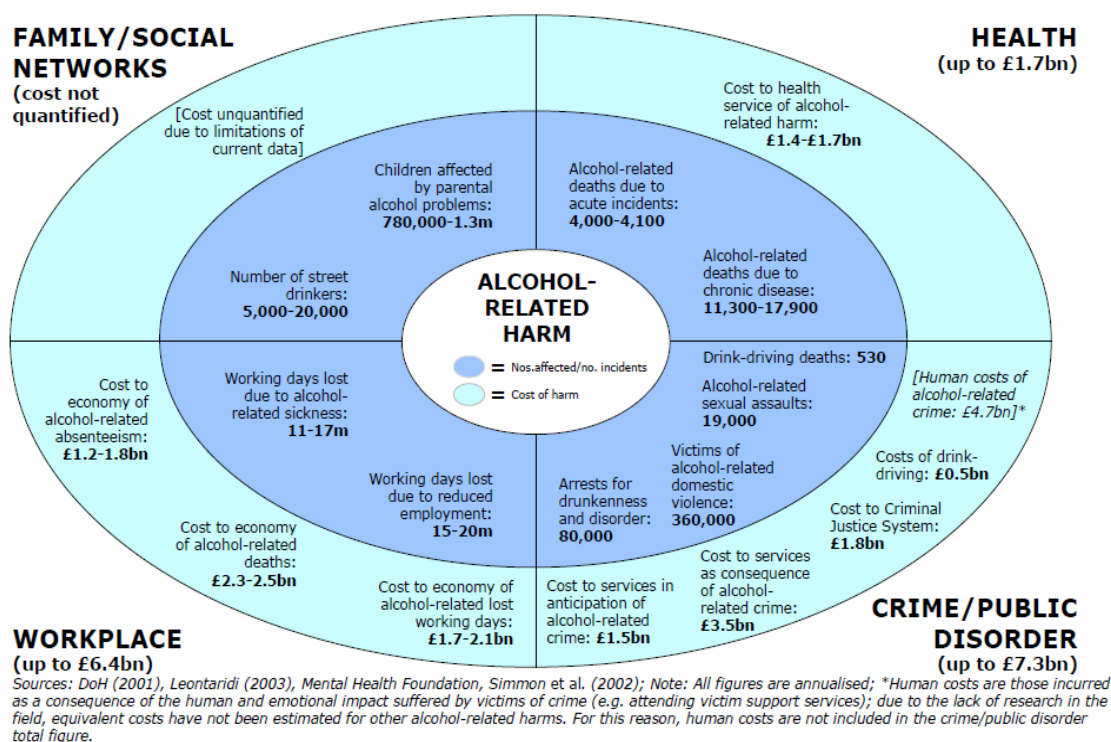 FAMILY/SOCIAL
NETWORKS
(cost not
quantified)
HEALTH
(up to £1.7bn)
[Cost unquantified
due to limitations of
current data]
Cost to health
service of alcohol-
related harm:
£1.4-£1.7bn
Children affected
by parental
alcohol problems:
780,000-1.3m
Alcohol-related
deaths due to
acute incidents:
4,000-4,100
Number of street
drinkers:
5,000-20,000
Alcohol-related
deaths due to
chronic disease:
11,300-17,900
ALCOHOL-
RELATED
HARM
= Nos.affected/no. incidents
= Cost of harm
Cost to
economy of
alcohol-related
absenteeism:
£1.2-1.8bn
Working days lost
due to alcohol-
related sickness:
11-17m
Working days lost
due to reduced
employment:
15-20m
Cost to economy
of alcohol-related
deaths:
£2.3-2.5bn
Cost to economy of
alcohol-related lost
working days:
£1.7-2.1bn
WORKPLACE
(up to £6.4bn)
Drink-driving deaths: 530
Alcohol-related
sexual assaults:
19,000
Victims of
alcohol-related
domestic
violence:
360,000
Arrests for
drunkenness
and disorder:
80,000
[Human costs of
alcohol-related
crime: £4.7bn]*
Costs of drink-
driving: £0.5bn
Cost to Criminal
Justice System:
£1.8bn
Cost to services
as consequence
of alcohol-
related crime:
£3.5bn
Cost to services in
anticipation of
alcohol-related
crime: £1.5bn
CRIME/PUBLIC
DISORDER
(up to £7.3bn)
Sources: DoH (2001), Leontaridi (2003), Mental Health Foundation, Simmon et al. (2002); Note: All figures are annualised; *Human costs are those incurred
as a consequence of the human and emotional impact suffered by victims of crime (e.g. attending victim support services); due to the lack of research in the
field, equivalent costs have not been estimated for other alcohol-related harms. For this reason, human costs are not included in the crime/public disorder
total figure.